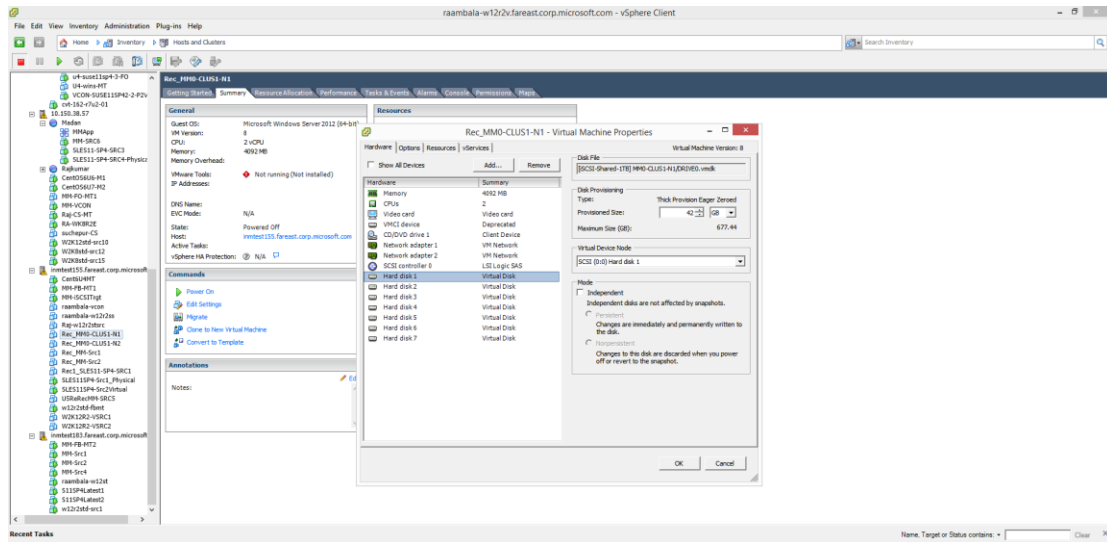 raambala-w12r2v.fareast.corp.microsoft.com - vSphere Client
File Edit View Inventory Administration Plug-ins Help
Home Inventory Hosts and Clusters
Search Inventory
u4-suse11sp4-3-FO
U4-wins-MT
VCON-SUSE11SP42-2-P2V
cvt-162-r7u2-01
10.150.38.57
Madan
MMApp
MM-SRC6
SLES11-SP4-SRC3
SLES11-SP4-SRC4-Physica
Rajkumar
CentOS6U6-M1
CentOS6U7-M2
MM-FO-MT1
MM-VCON
Raj-CS-MT
RA-WK8R2E
suchepur-CS
W2K12std-src10
W2K8std-src12
W2K8std-src15
inmtest155.fareast.corp.microsoft
Cent6U4MT
MM-FB-MT1
MM-iSCSITrgt
raambala-vcon
raambala-w12r2ss
Raj-w12r2stsrc
Rec_MM0-CLUS1-N1
Rec_MM0-CLUS1-N2
Rec_MM-Src1
Rec_MM-Src2
Rec1_SLES11-SP4-SRC1
SLES11SP4-Src1_Physical
SLES11SP4-Src2Virtual
U5ReRecMM-SRC5
w12r2std-fbmt
W2K12R2-VSRC1
W2K12R2-VSRC2
inmtest183.fareast.corp.microsoft
MM-FB-MT2
MM-Src1
MM-Src2
MM-Src4
raambala-w12st
S11SP4Latest1
S11SP4Latest2
w12r2std-src1
Rec_MM0-CLUS1-N1
Getting Started Summary Resource Allocation Performance Tasks & Events Alarms Console Permissions Maps
General
Guest OS: Microsoft Windows Server 2012 (64-bit)
VM Version: 8
CPU: 2 vCPU
Memory: 4092 MB
Memory Overhead:
VMware Tools: Not running (Not installed)
IP Addresses:
DNS Name:
EVC Mode: N/A
State: Powered Off
Host: inmtest155.fareast.corp.microsoft.com
Active Tasks:
vSphere HA Protection: N/A
Commands
Power On
Edit Settings
Migrate
Clone to New Virtual Machine
Convert to Template
Annotations
Notes:
Ed
Resources
Rec_MM0-CLUS1-N1 - Virtual Machine Properties
Hardware Options Resources vServices
Virtual Machine Version: 8
Show All Devices Add... Remove
Hardware Summary
Memory 4092 MB
CPUs 2
Video card Video card
VMCI device Deprecated
CD/DVD drive 1 Client Device
Network adapter 1 VM Network
Network adapter 2 VM Network
SCSI controller 0 LSI Logic SAS
Hard disk 1 Virtual Disk
Hard disk 2 Virtual Disk
Hard disk 3 Virtual Disk
Hard disk 4 Virtual Disk
Hard disk 5 Virtual Disk
Hard disk 6 Virtual Disk
Hard disk 7 Virtual Disk
Disk File
[ISCSI-Shared-1TB] MM0-CLUS1-N1/DRIVE0.vmdk
Disk Provisioning
Type: Thick Provision Eager Zeroed
Provisioned Size: 42 GB
Maximum Size (GB): 677.44
Virtual Device Node
SCSI (0:0) Hard disk 1
Mode
Independent
Independent disks are not affected by snapshots.
Persistent
Changes are immediately and permanently written to
the disk.
Nonpersistent
Changes to this disk are discarded when you power
off or revert to the snapshot.
OK Cancel
Recent Tasks
Name, Target or Status contains: Clear